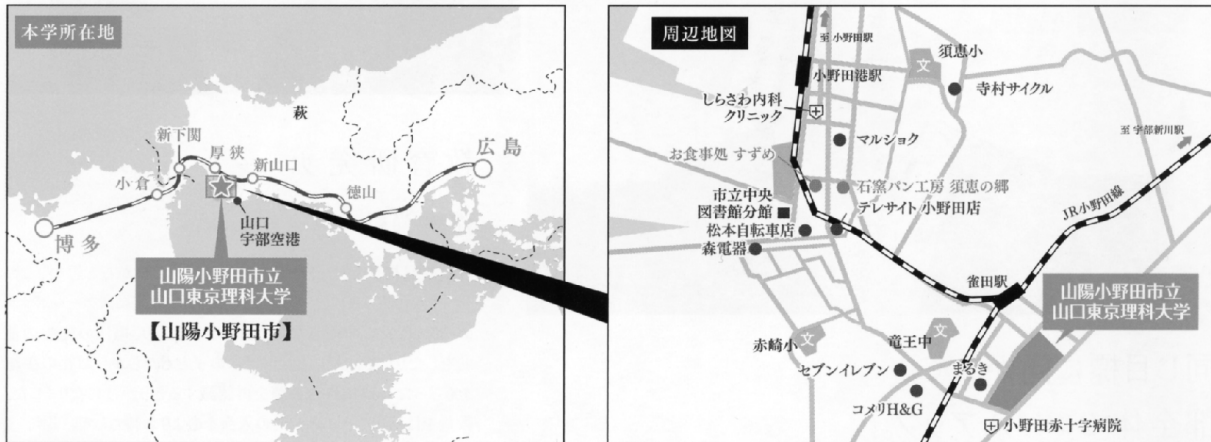 本学所在地
萩
新下関
厚狭
新山口
広島
小倉
徳山
博多
山口
宇部空港
山陽小野田市立
山口東京理科大学
【山陽小野田市】
周辺地図
至 小野田駅
須恵小
文
小野田港駅
寺村サイクル
しらさわ内科
クリニック
マルショク
至 宇部新川駅
お食事処 すずめ
石窯パン工房 須恵の郷
市立中央
図書館分館
テレサイト 小野田店
松本自転車店
森電器
JR小野田線
雀田駅
山陽小野田市立
山口東京理科大学
文
赤崎小
文
竜王中
セブンイレブン
まるき
コメリH&G
小野田赤十字病院